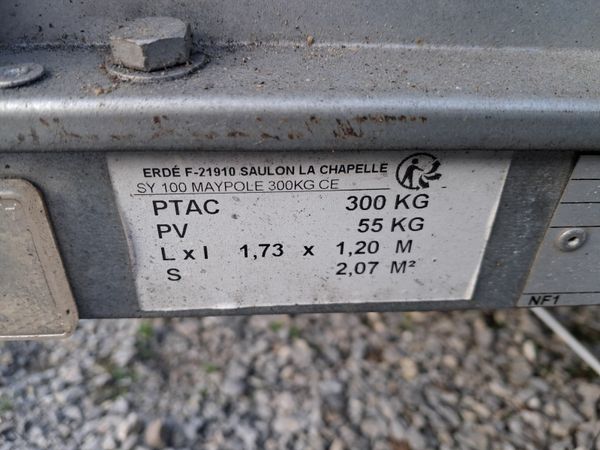 ERDÉ F-21910 SAULON LA CHAPELLE
SY 100 MAYPOLE 300KG CE
PTAC 300 KG
PV 55 KG
L x l 1,73 x 1,20 M
S 2,07 M²
NF1